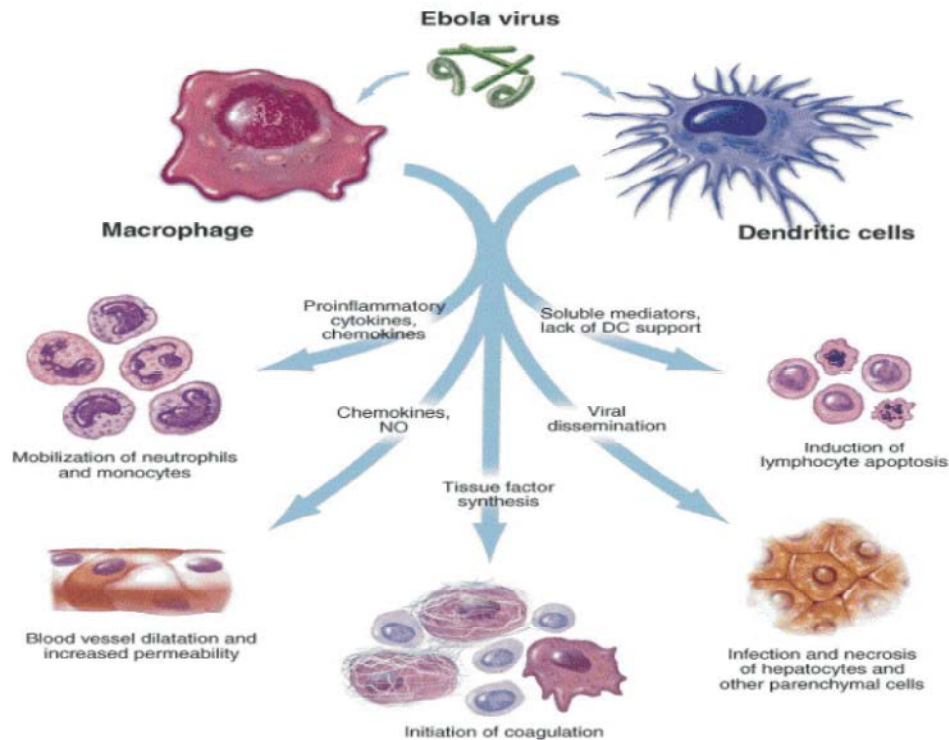 Ebola virus
Macrophage
Dendritic cells
Proinflammatory
cytokines,
chemokines
Soluble mediators,
lack of DC support
Chemokines,
NO
Viral
dissemination
Mobilization of neutrophils
and monocytes
Induction of
lymphocyte apoptosis
Tissue factor
synthesis
Blood vessel dilatation and
increased permeability
Infection and necrosis
of hepatocytes and
other parenchymal cells
Initiation of coagulation